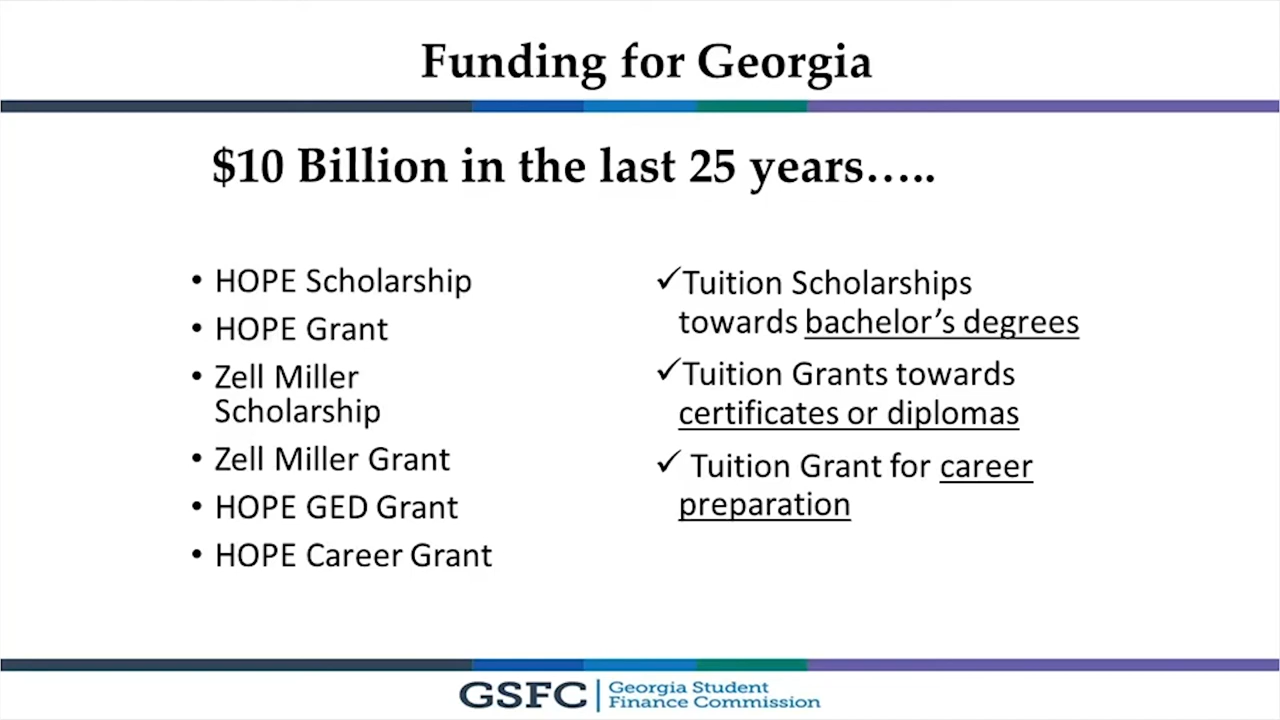 Funding for Georgia
$10 Billion in the last 25 years…..
• HOPE Scholarship
• HOPE Grant
• Zell Miller
Scholarship
• Zell Miller Grant
• HOPE GED Grant
• HOPE Career Grant
✓Tuition Scholarships
towards bachelor’s degrees
✓Tuition Grants towards
certificates or diplomas
✓ Tuition Grant for career
preparation
GSFC
Georgia Student
Finance Commission